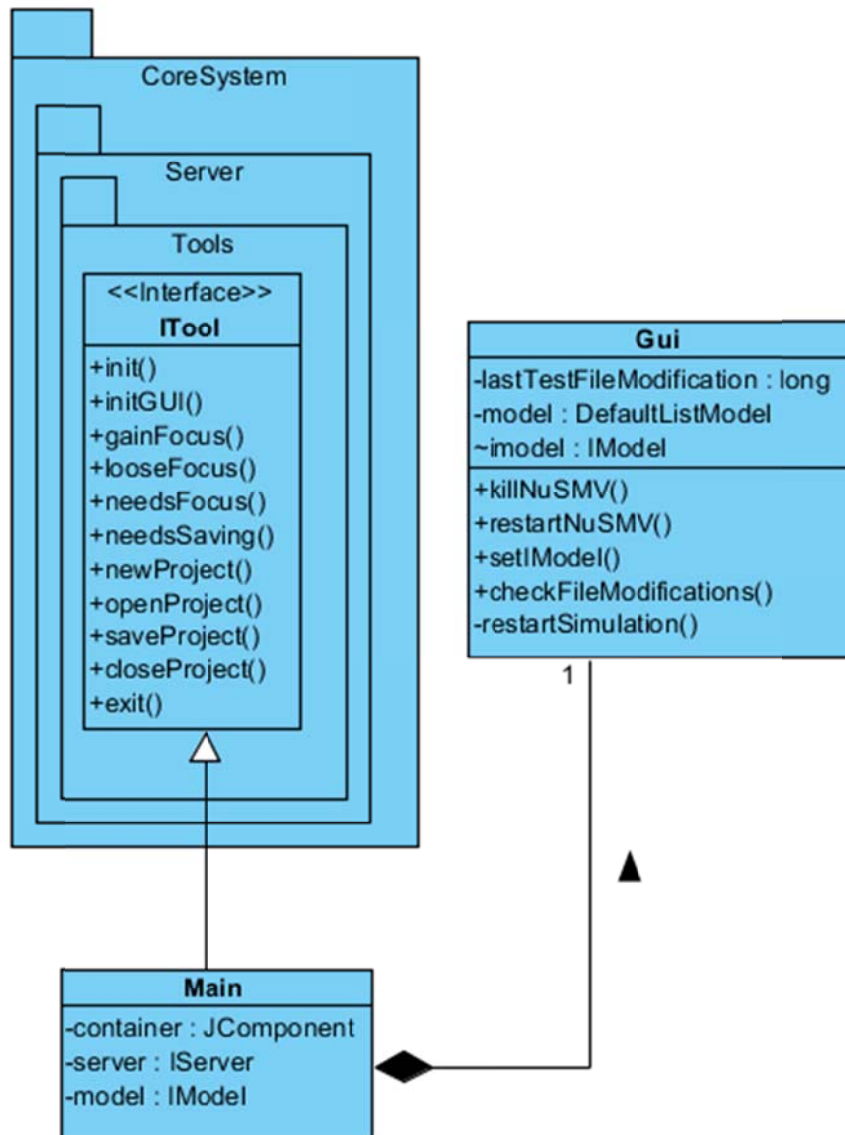 CoreSystem
Server
Tools
<<Interface>>
ITool
+init()
+initGUI()
+gainFocus()
+looseFocus()
+needsFocus()
+needsSaving()
+newProject()
+openProject()
+saveProject()
+closeProject()
+exit()
Gui
-lastTestFileModification : long
-model : DefaultListModel
~imodel : IModel
+killNuSMV()
+restartNuSMV()
+setIModel()
+checkFileModifications()
-restartSimulation()
1
Main
-container : JComponent
-server : IServer
-model : IModel